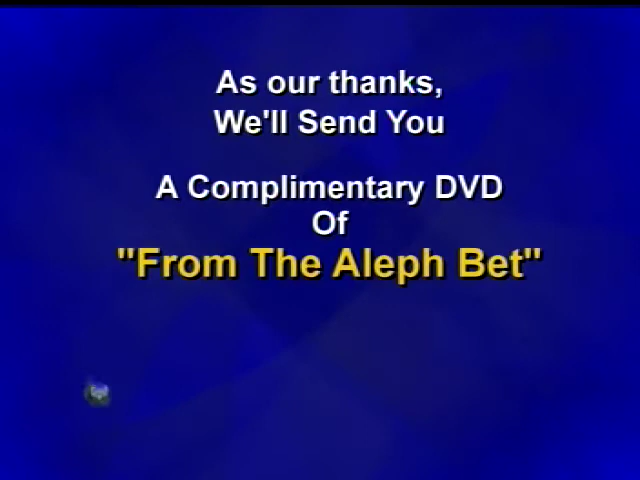 As our thanks,
We'll Send You
A Complimentary DVD
Of
"From The Aleph Bet"